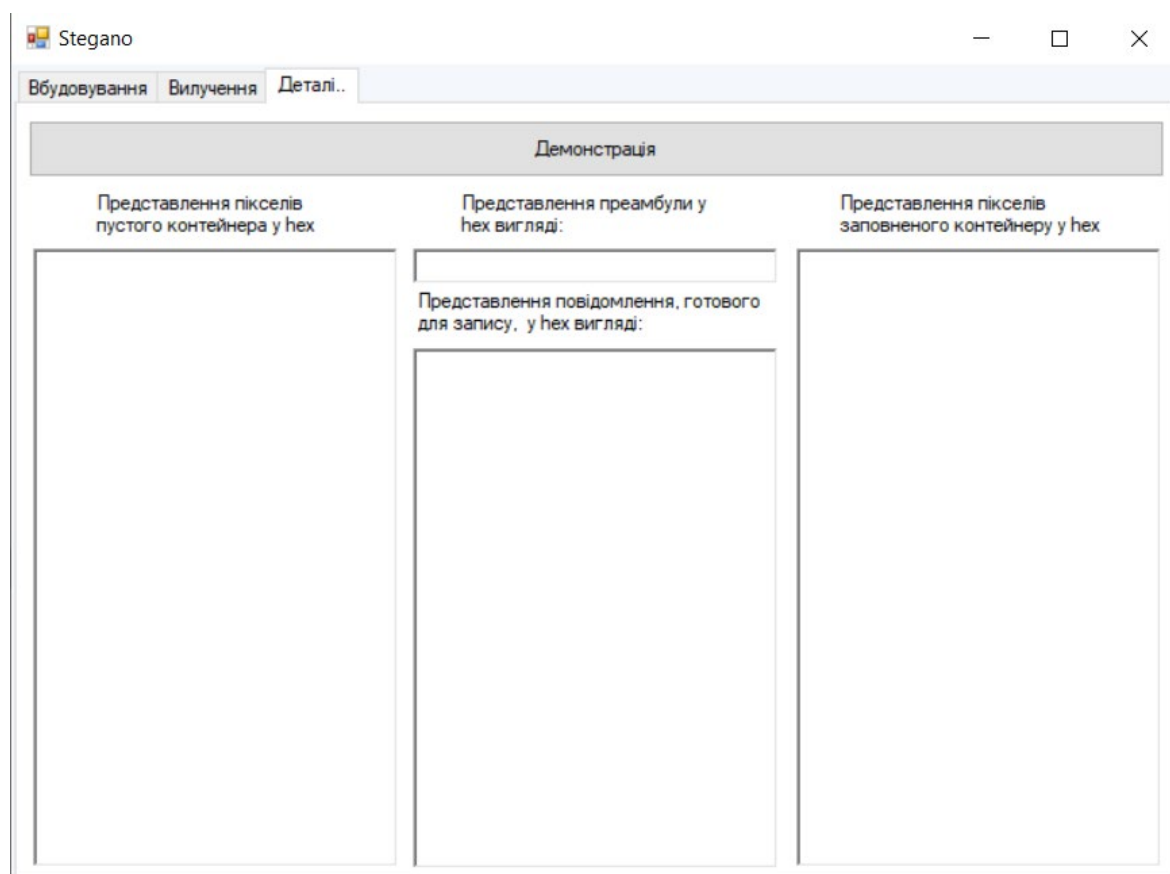 Stegano
Вбудовування Вилучення Деталі..
Демонстрація
Представлення пікселів
пустого контейнера у hex
Представлення преамбули у
hex вигляді:
Представлення повідомлення, готового
для запису, у hex вигляді:
Представлення пікселів
заповненого контейнеру у hex